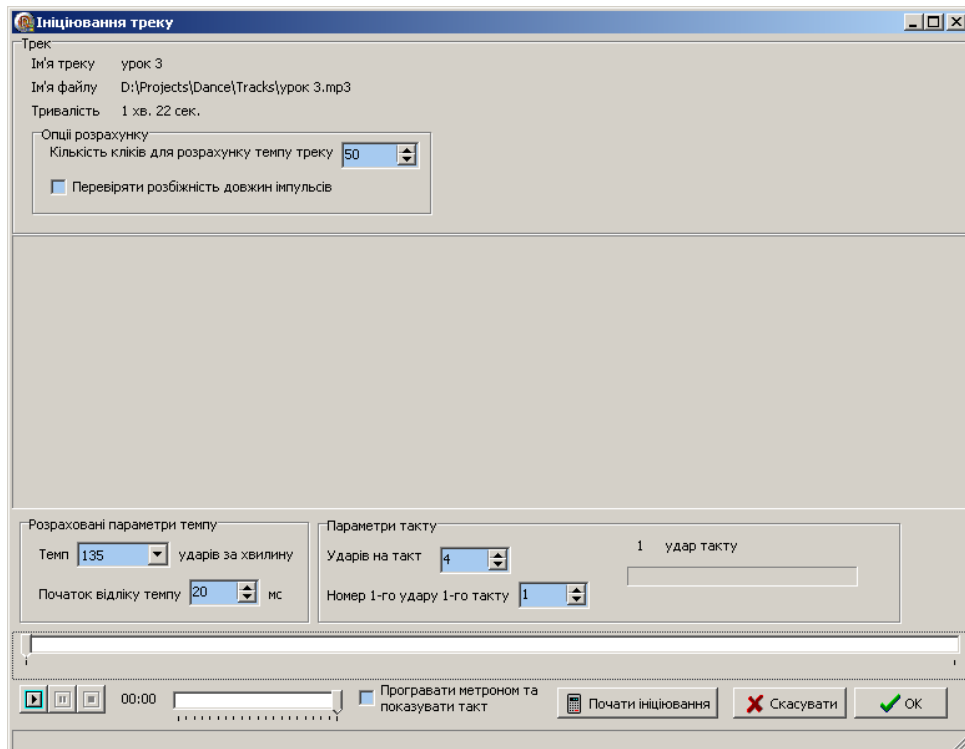 Ініціювання треку
Трек
Ім'я треку урок 3
Ім'я файлу D:\Projects\Dance\Tracks\урок 3.mp3
Тривалість 1 хв. 22 сек.
Опції розрахунку
Кількість кліків для розрахунку темпу треку 50
Перевіряти розбіжність довжин імпульсів
Розраховані параметри темпу
Темп 135 ударів за хвилину
Початок відліку темпу 20 мс
Параметри такту
Ударів на такт 4
1 удар такту
Номер 1-го удару 1-го такту 1
00:00
Програвати метроном та
показувати такт
Почати ініціювання
Скасувати
ОК